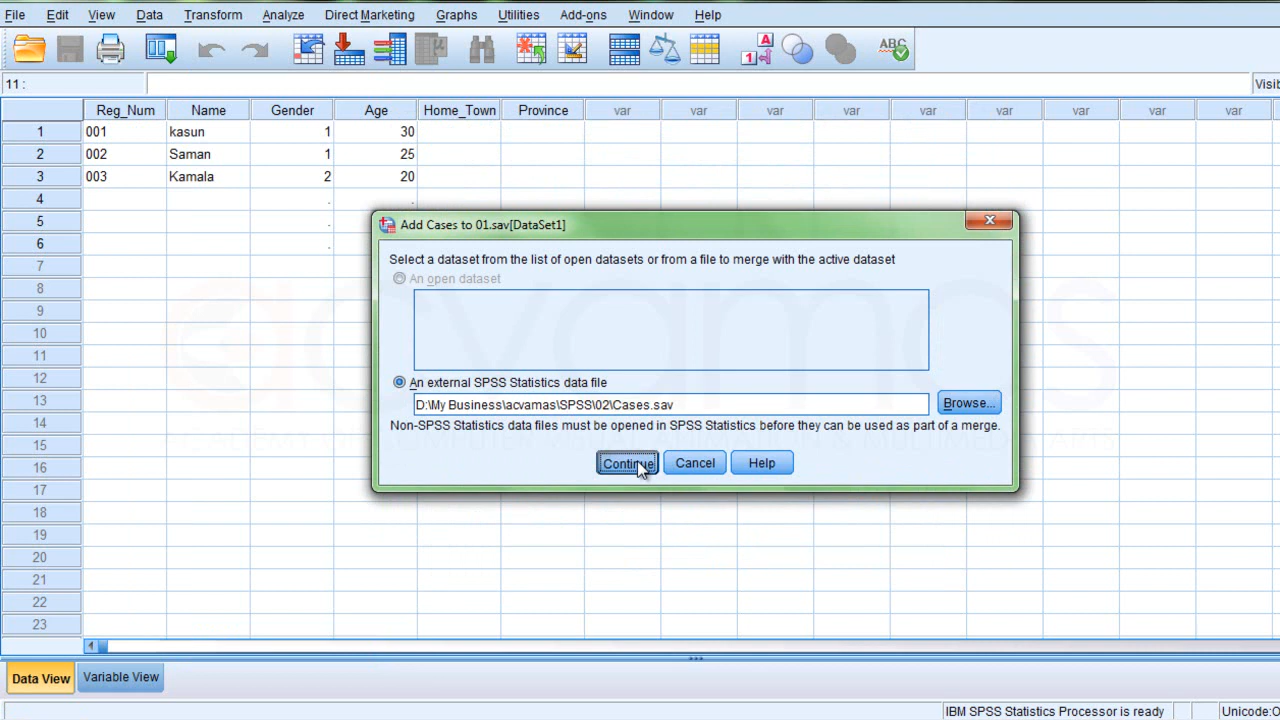 File Edit View Data Transform Analyze Direct Marketing Graphs Utilities Add-ons Window Help
11 :
Reg_Num Name Gender Age Home_Town Province var var var var var var var var var
1 001 kasun 1 30
2 002 Saman 1 25
3 003 Kamala 2 20
4 . .
5 .
6 .
7
8
9
10
11
12
13
14
15
16
17
18
19
20
21
22
23
Add Cases to 01.sav[DataSet1]
Select a dataset from the list of open datasets or from a file to merge with the active dataset
An open dataset
An external SPSS Statistics data file
D:\My Business\acvamas\SPSS\02\Cases.sav
Browse...
Non-SPSS Statistics data files must be opened in SPSS Statistics before they can be used as part of a merge.
Continue Cancel Help
Data View Variable View
IBM SPSS Statistics Processor is ready